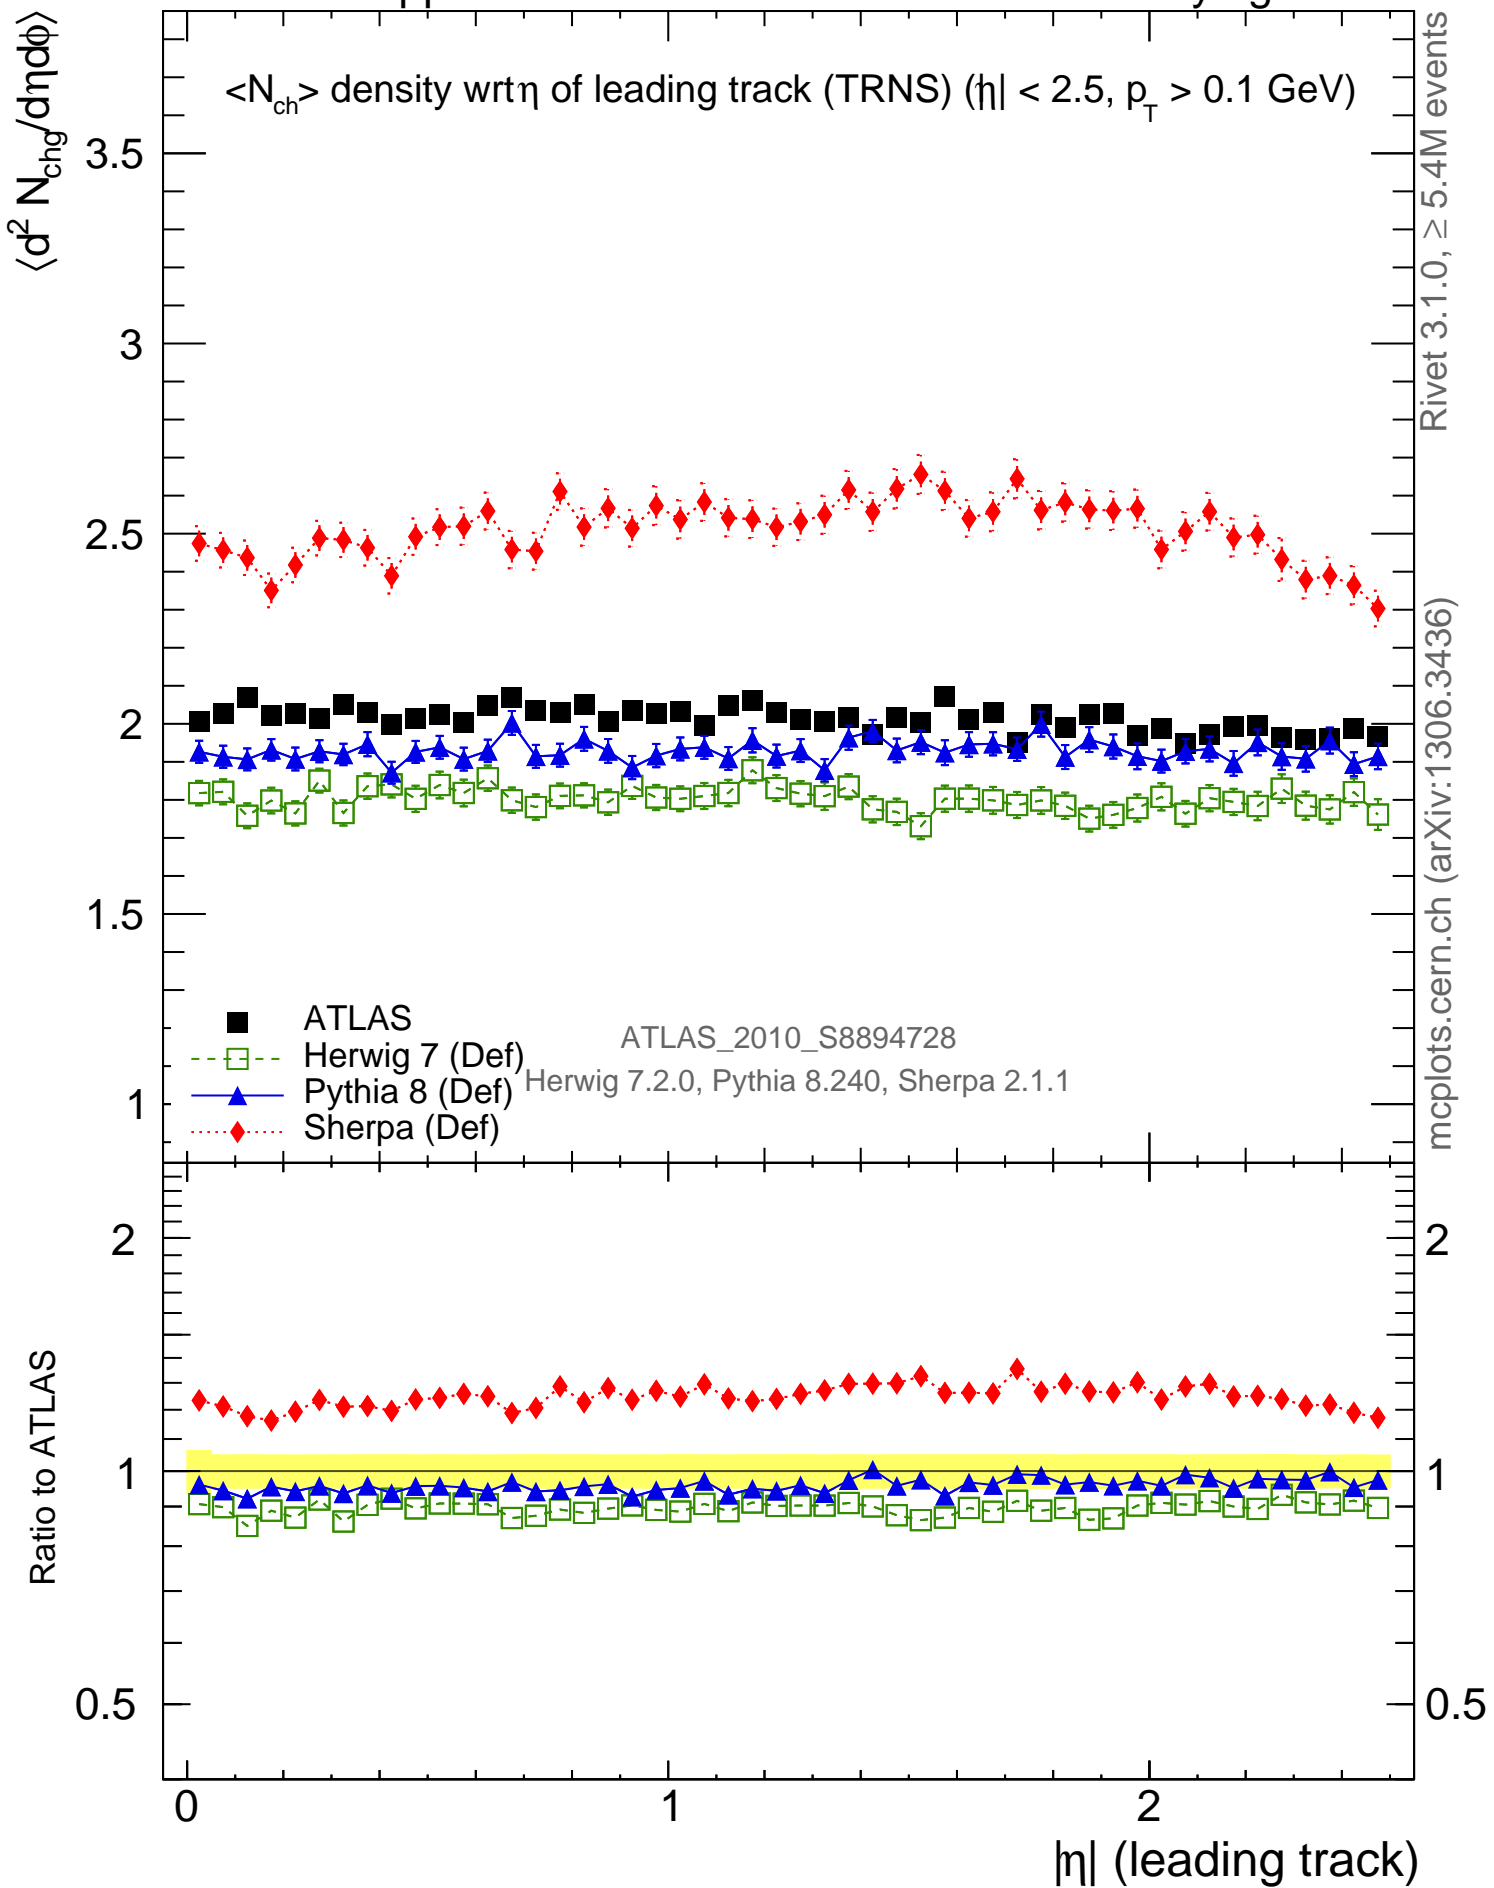 ⟨d² N_chg/dηdϕ⟩
<N_ch> density wrt η of leading track (TRNS) (|η| < 2.5, p_T > 0.1 GeV)
3.5
3
2.5
2
1.5
1
ATLAS
Herwig 7 (Def)
Pythia 8 (Def)
Sherpa (Def)
ATLAS_2010_S8894728
Herwig 7.2.0, Pythia 8.240, Sherpa 2.1.1
Rivet 3.1.0, ≥ 5.4M events
mcplots.cern.ch (arXiv:1306.3436)
Ratio to ATLAS
2
1
0.5
2
1
0.5
0
1
2
|η| (leading track)